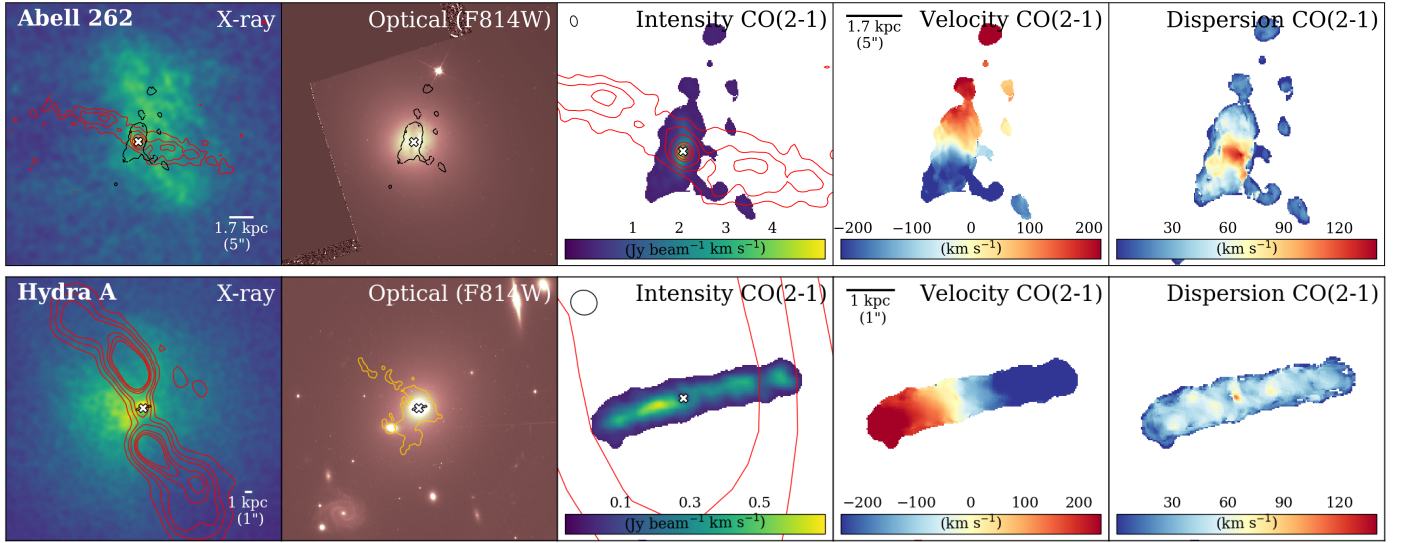 Abell 262
X-ray
1.7 kpc
(5")
Optical (F814W)
Intensity CO(2-1)
1 2 3 4
(Jy beam⁻¹ km s⁻¹)
Velocity CO(2-1)
1.7 kpc
(5")
−200 −100 0 100 200
(km s⁻¹)
Dispersion CO(2-1)
30 60 90 120
(km s⁻¹)
Hydra A
X-ray
1 kpc
(1")
Optical (F814W)
Intensity CO(2-1)
0.1 0.3 0.5
(Jy beam⁻¹ km s⁻¹)
Velocity CO(2-1)
1 kpc
(1")
−200 −100 0 100 200
(km s⁻¹)
Dispersion CO(2-1)
30 60 90 120
(km s⁻¹)